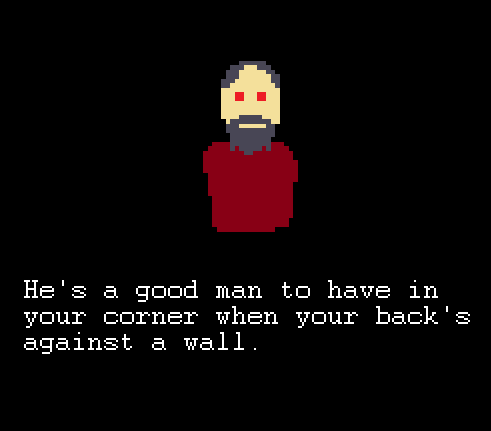 He's a good man to have in
your corner when your back's
against a wall.